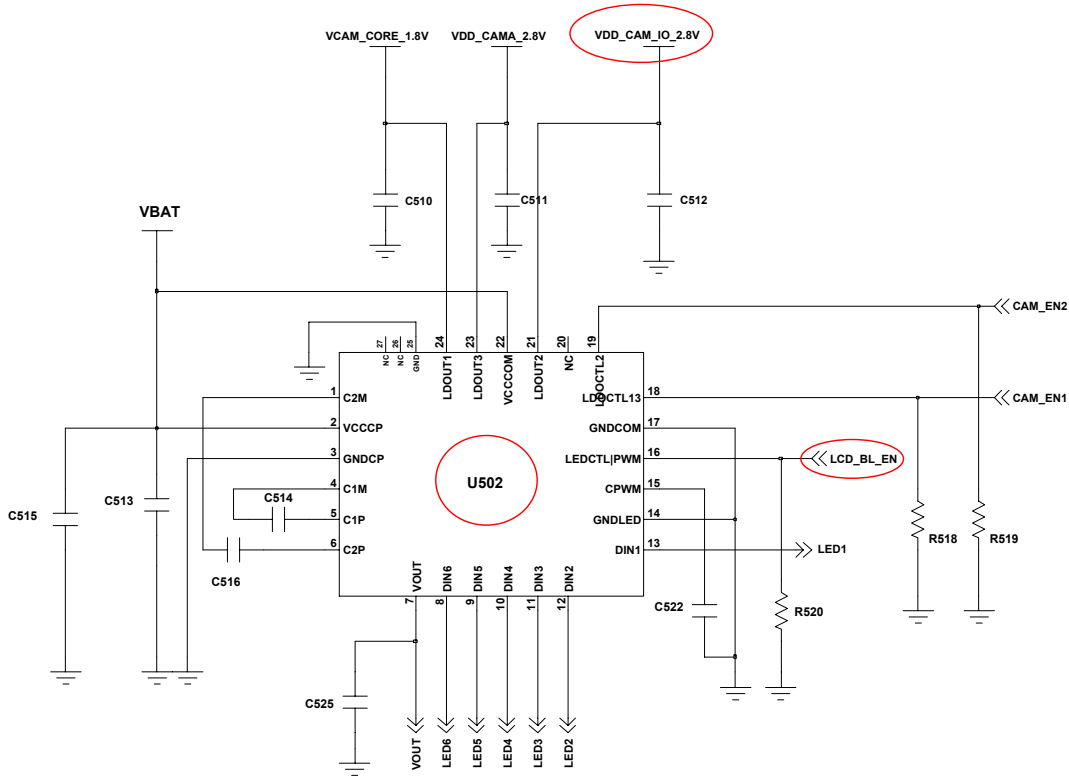 VCAM_CORE_1.8V
VDD_CAMA_2.8V
VDD_CAM_IO_2.8V
C510
C511
C512
VBAT
CAM_EN2
27
26
25
24
23
22
21
20
19
NC
NC
GND
LDOUT1
LDOUT3
VCCCOM
LDOUT2
NC
LDOCTL2
1
C2M
LDOCTL13
18
CAM_EN1
2
VCCCP
GNDCOM
17
3
GNDCP
LEDCTL|PWM
16
LCD_BL_EN
U502
4
C1M
CPWM
15
C514
C513
C515
5
C1P
GNDLED
14
R518
R519
6
C2P
DIN1
13
LED1
C516
VOUT
DIN6
DIN5
DIN4
DIN3
DIN2
7
8
9
10
11
12
C522
R520
C525
VOUT
LED6
LED5
LED4
LED3
LED2